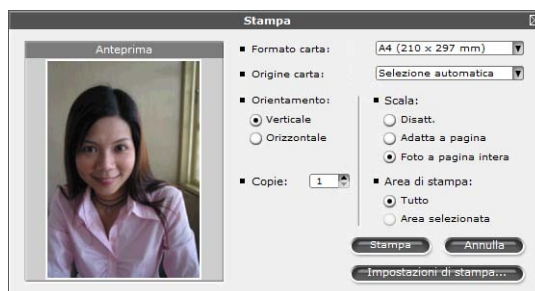 Stampa
Anteprima
Formato carta:
A4 (210 x 297 mm)
Origine carta:
Selezione automatica
Orientamento:
Verticale
Orizzontale
Scala:
Disatt.
Adatta a pagina
Foto a pagina intera
Copie:
1
Area di stampa:
Tutto
Area selezionata
Stampa
Annulla
Impostazioni di stampa...